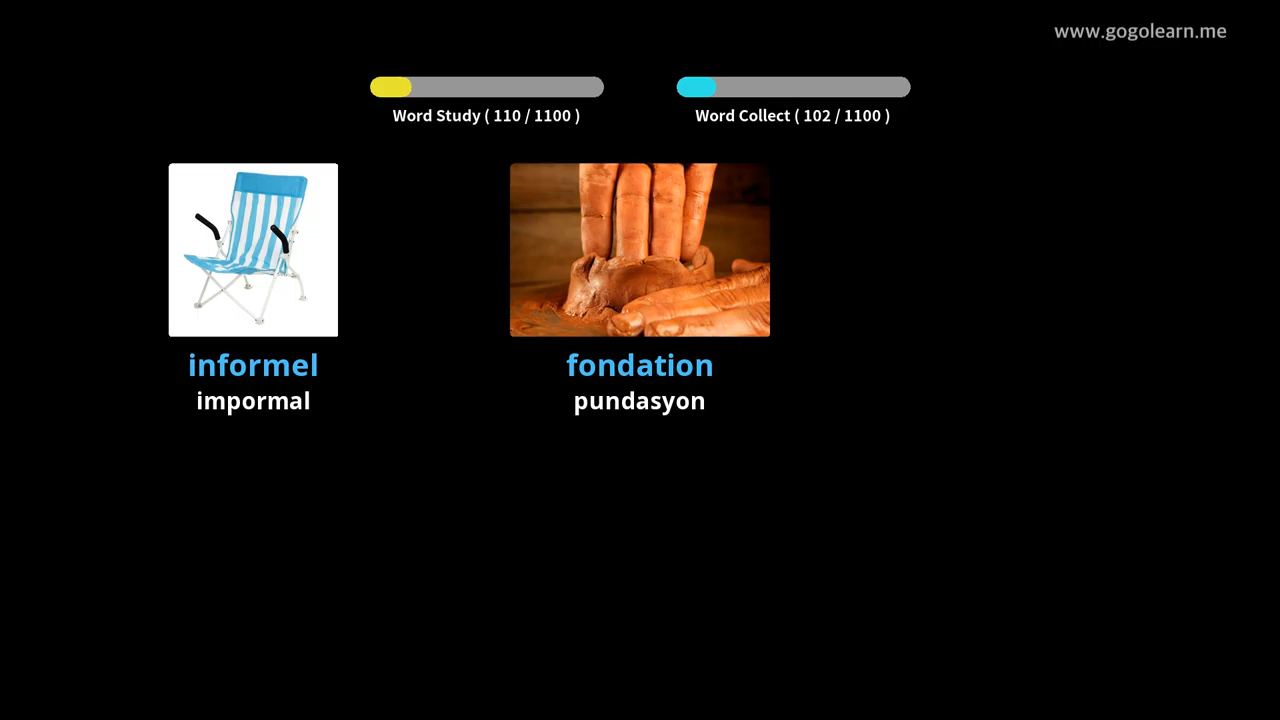 www.gogolearn.me
Word Study ( 110 / 1100 )
Word Collect ( 102 / 1100 )
informel
impormal
fondation
pundasyon